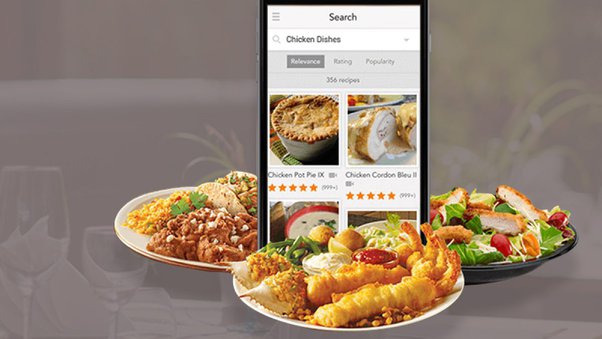 Search
Chicken Dishes
Relevance Rating Popularity
356 recipes
Chicken Pot Pie IX
(999+)
Chicken Cordon Bleu II
(999+)